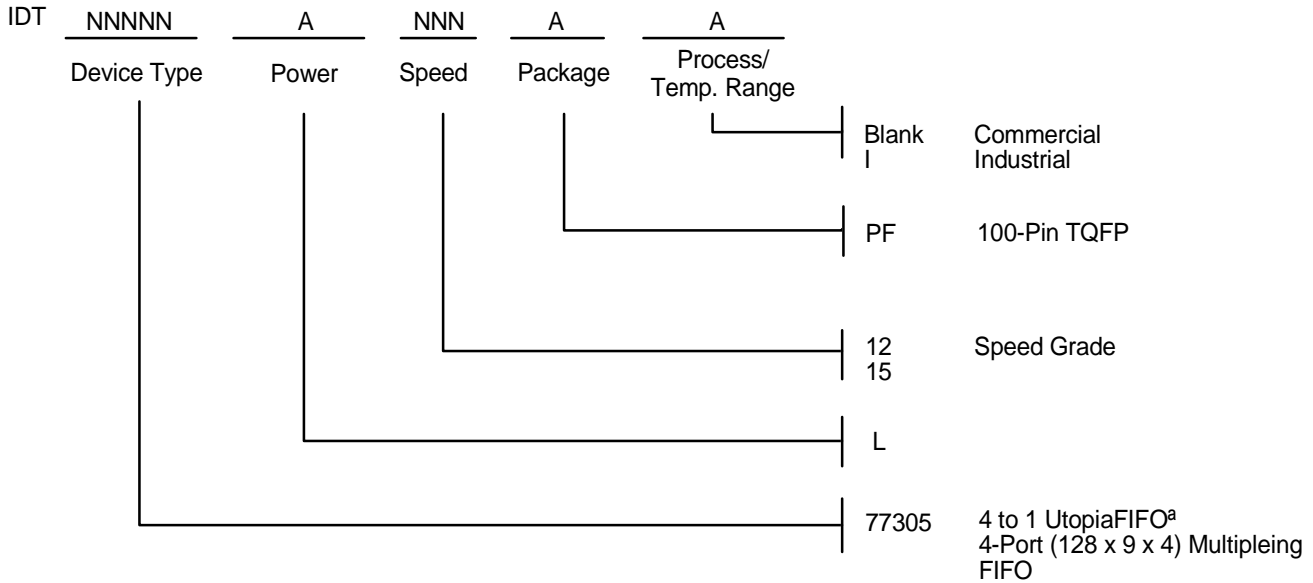 IDT NNNNN A NNN A A
Device Type Power Speed Package Process/
Temp. Range
Blank Commercial
I Industrial
PF 100-Pin TQFP
12 Speed Grade
15
L
77305 4 to 1 UtopiaFIFOª
4-Port (128 x 9 x 4) Multipleing
FIFO